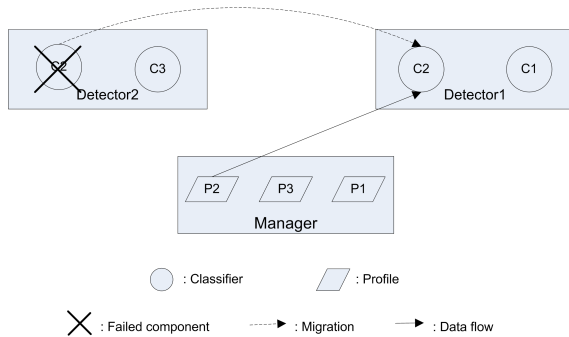 C2 C3
Detector2
C2 C1
Detector1
P2 P3 P1
Manager
: Classifier : Profile
: Failed component : Migration : Data flow